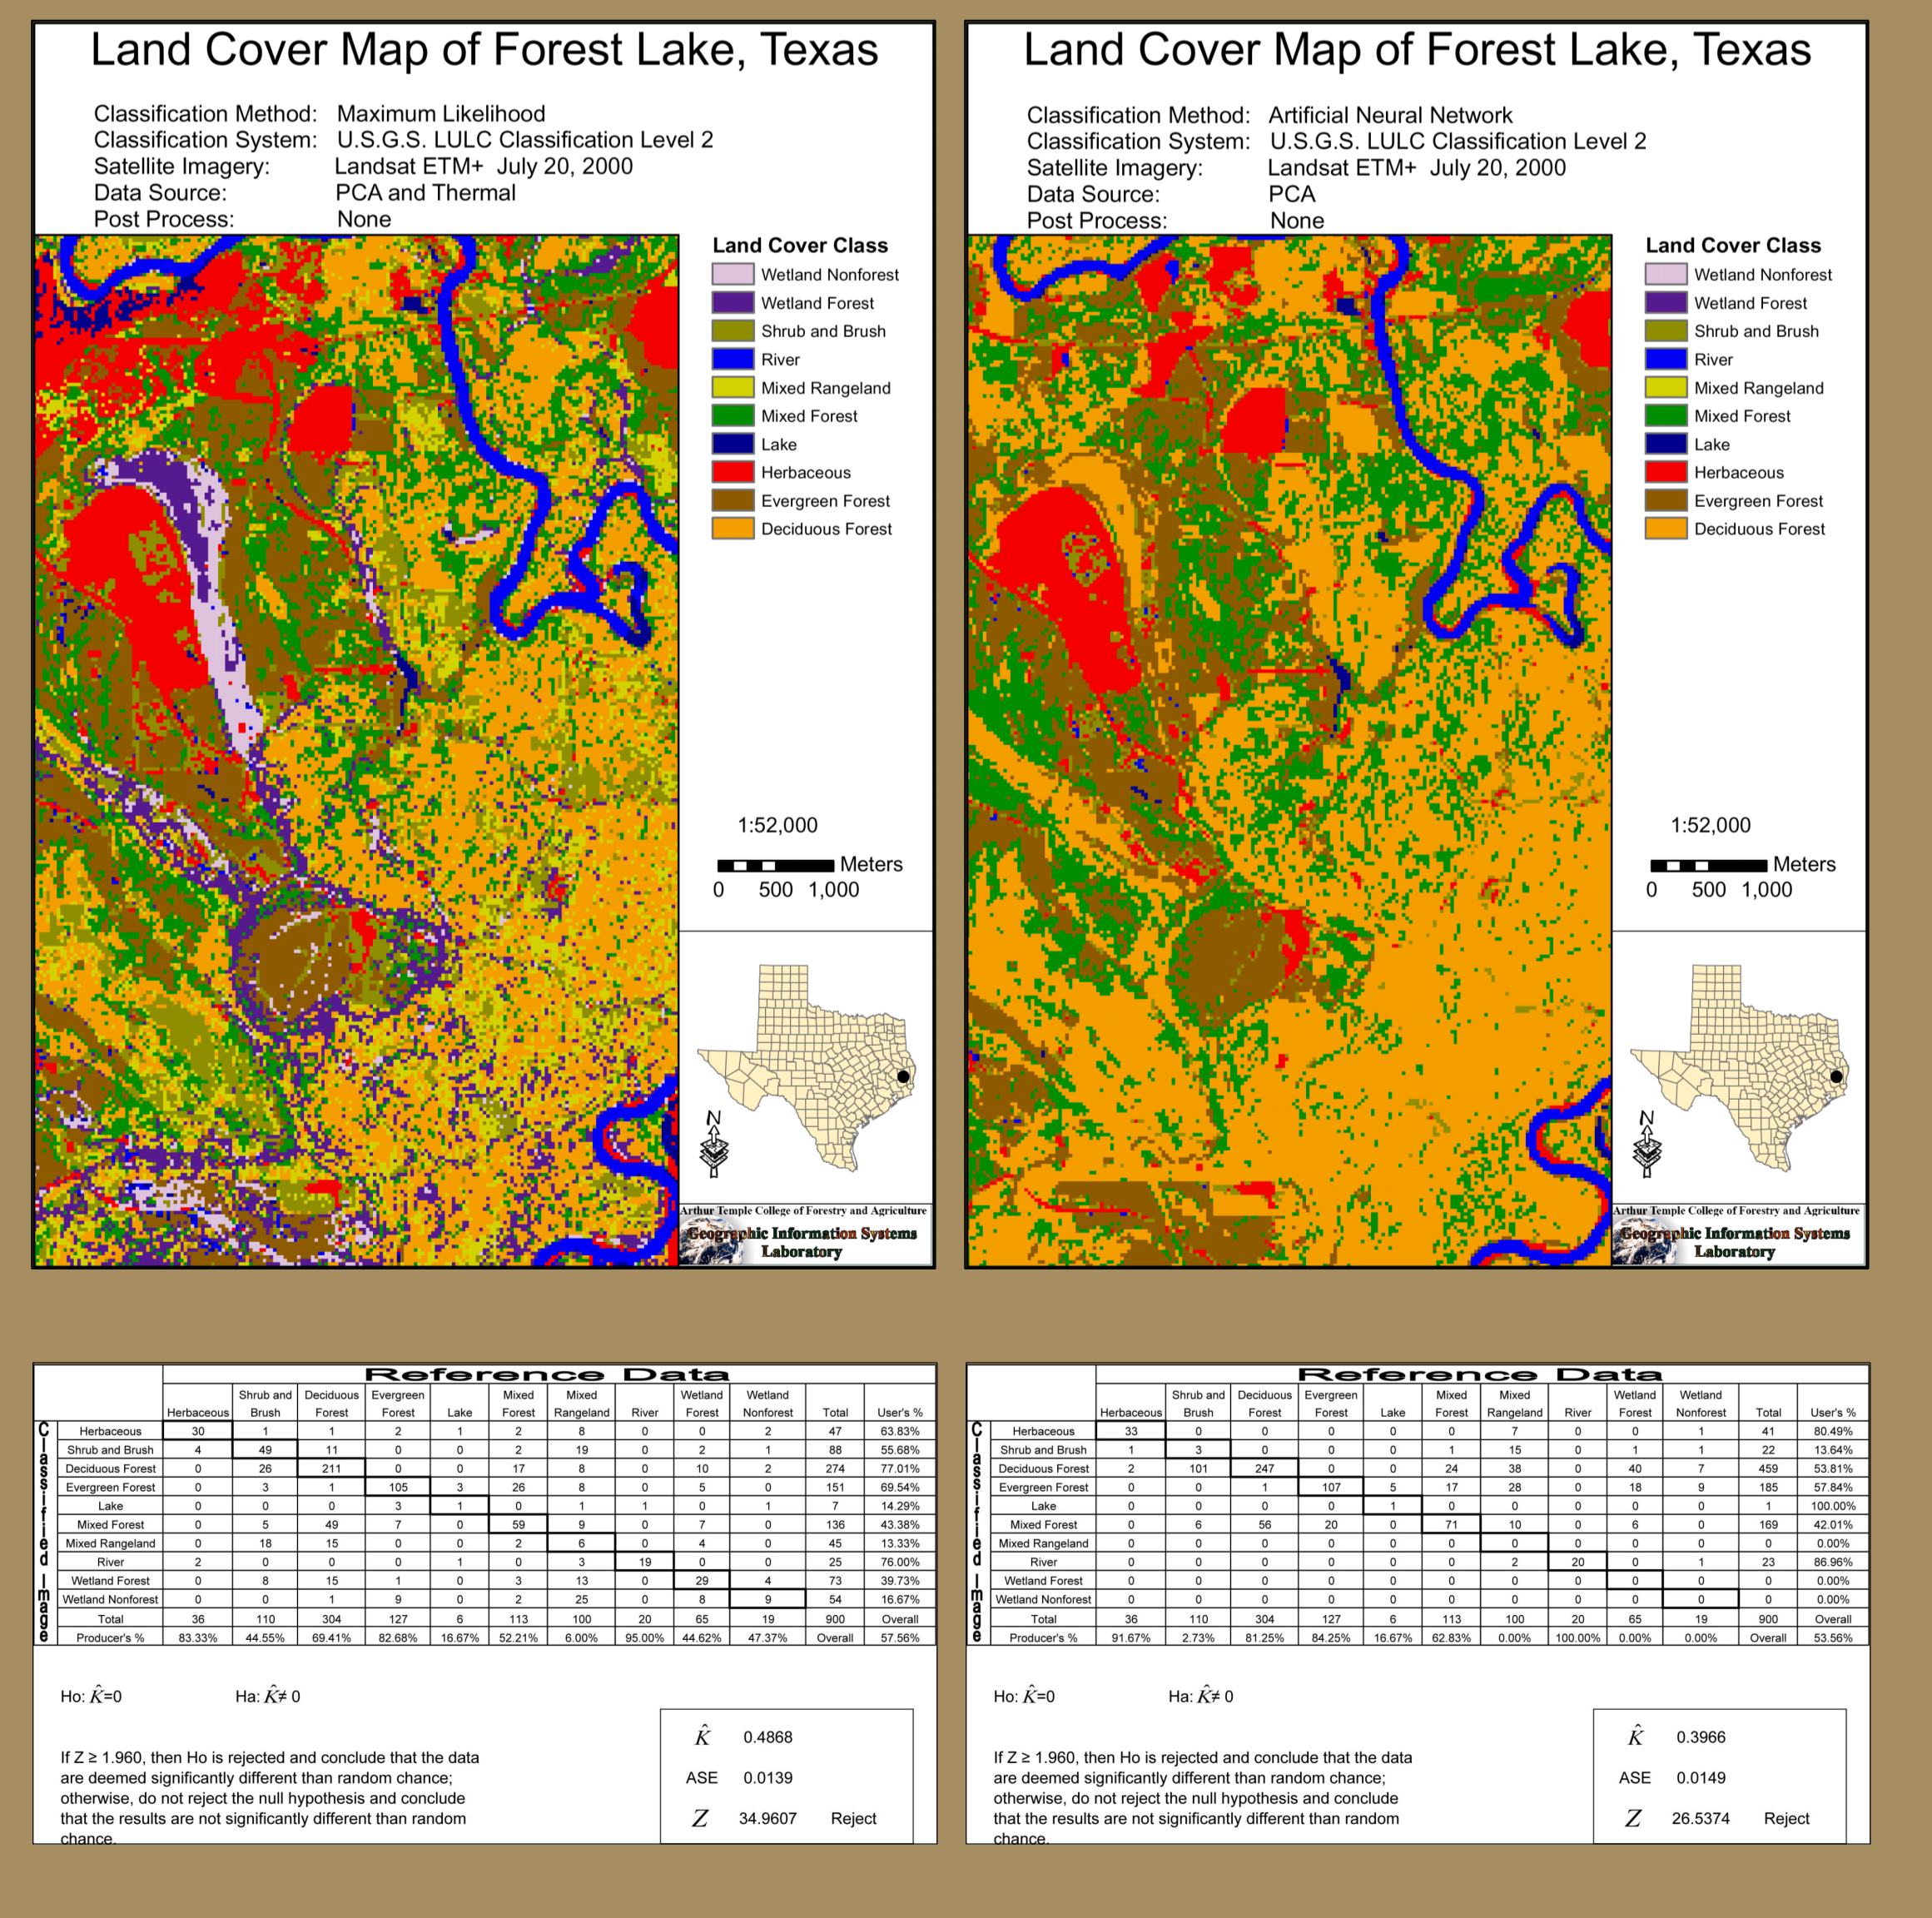 Land Cover Map of Forest Lake, Texas
Classification Method: Maximum Likelihood
Classification System: U.S.G.S. LULC Classification Level 2
Satellite Imagery: Landsat ETM+ July 20, 2000
Data Source: PCA and Thermal
Post Process: None
Land Cover Class
Wetland Nonforest
Wetland Forest
Shrub and Brush
River
Mixed Rangeland
Mixed Forest
Lake
Herbaceous
Evergreen Forest
Deciduous Forest
1:52,000
Meters
0 500 1,000
N
Arthur Temple College of Forestry and Agriculture
Geographic Information Systems
Laboratory
Land Cover Map of Forest Lake, Texas
Classification Method: Artificial Neural Network
Classification System: U.S.G.S. LULC Classification Level 2
Satellite Imagery: Landsat ETM+ July 20, 2000
Data Source: PCA
Post Process: None
Land Cover Class
Wetland Nonforest
Wetland Forest
Shrub and Brush
River
Mixed Rangeland
Mixed Forest
Lake
Herbaceous
Evergreen Forest
Deciduous Forest
1:52,000
Meters
0 500 1,000
N
Arthur Temple College of Forestry and Agriculture
Geographic Information Systems
Laboratory
Reference Data
Shrub and Deciduous Evergreen Mixed Mixed Wetland Wetland
Herbaceous Brush Forest Forest Lake Forest Rangeland River Forest Nonforest Total User's %
Classified Image
Herbaceous 30 1 1 2 1 2 8 0 0 2 47 63.83%
Shrub and Brush 4 49 11 0 0 2 19 0 2 1 88 55.68%
Deciduous Forest 0 26 211 0 0 17 8 0 10 2 274 77.01%
Evergreen Forest 0 3 1 105 3 26 8 0 5 0 151 69.54%
Lake 0 0 0 3 1 0 1 1 0 1 7 14.29%
Mixed Forest 0 5 49 7 0 59 9 0 7 0 136 43.38%
Mixed Rangeland 0 18 15 0 0 2 6 0 4 0 45 13.33%
River 2 0 0 0 1 0 3 19 0 0 25 76.00%
Wetland Forest 0 8 15 1 0 3 13 0 29 4 73 39.73%
Wetland Nonforest 0 0 1 9 0 2 25 0 8 9 54 16.67%
Total 36 110 304 127 6 113 100 20 65 19 900 Overall
Producer's % 83.33% 44.55% 69.41% 82.68% 16.67% 52.21% 6.00% 95.00% 44.62% 47.37% Overall 57.56%
Ho: K̂=0 Ha: K̂≠ 0
If Z ≥ 1.960, then Ho is rejected and conclude that the data
are deemed significantly different than random chance;
otherwise, do not reject the null hypothesis and conclude
that the results are not significantly different than random
chance.
K̂ 0.4868
ASE 0.0139
Z 34.9607 Reject
Reference Data
Shrub and Deciduous Evergreen Mixed Mixed Wetland Wetland
Herbaceous Brush Forest Forest Lake Forest Rangeland River Forest Nonforest Total User's %
Classified Image
Herbaceous 33 0 0 0 0 0 7 0 0 1 41 80.49%
Shrub and Brush 1 3 0 0 0 1 15 0 1 1 22 13.64%
Deciduous Forest 2 101 247 0 0 24 38 0 40 7 459 53.81%
Evergreen Forest 0 0 1 107 5 17 28 0 18 9 185 57.84%
Lake 0 0 0 0 1 0 0 0 0 0 1 100.00%
Mixed Forest 0 6 56 20 0 71 10 0 6 0 169 42.01%
Mixed Rangeland 0 0 0 0 0 0 0 0 0 0 0 0.00%
River 0 0 0 0 0 0 2 20 0 1 23 86.96%
Wetland Forest 0 0 0 0 0 0 0 0 0 0 0 0.00%
Wetland Nonforest 0 0 0 0 0 0 0 0 0 0 0 0.00%
Total 36 110 304 127 6 113 100 20 65 19 900 Overall
Producer's % 91.67% 2.73% 81.25% 84.25% 16.67% 62.83% 0.00% 100.00% 0.00% 0.00% Overall 53.56%
Ho: K̂=0 Ha: K̂≠ 0
If Z ≥ 1.960, then Ho is rejected and conclude that the data
are deemed significantly different than random chance;
otherwise, do not reject the null hypothesis and conclude
that the results are not significantly different than random
chance.
K̂ 0.3966
ASE 0.0149
Z 26.5374 Reject